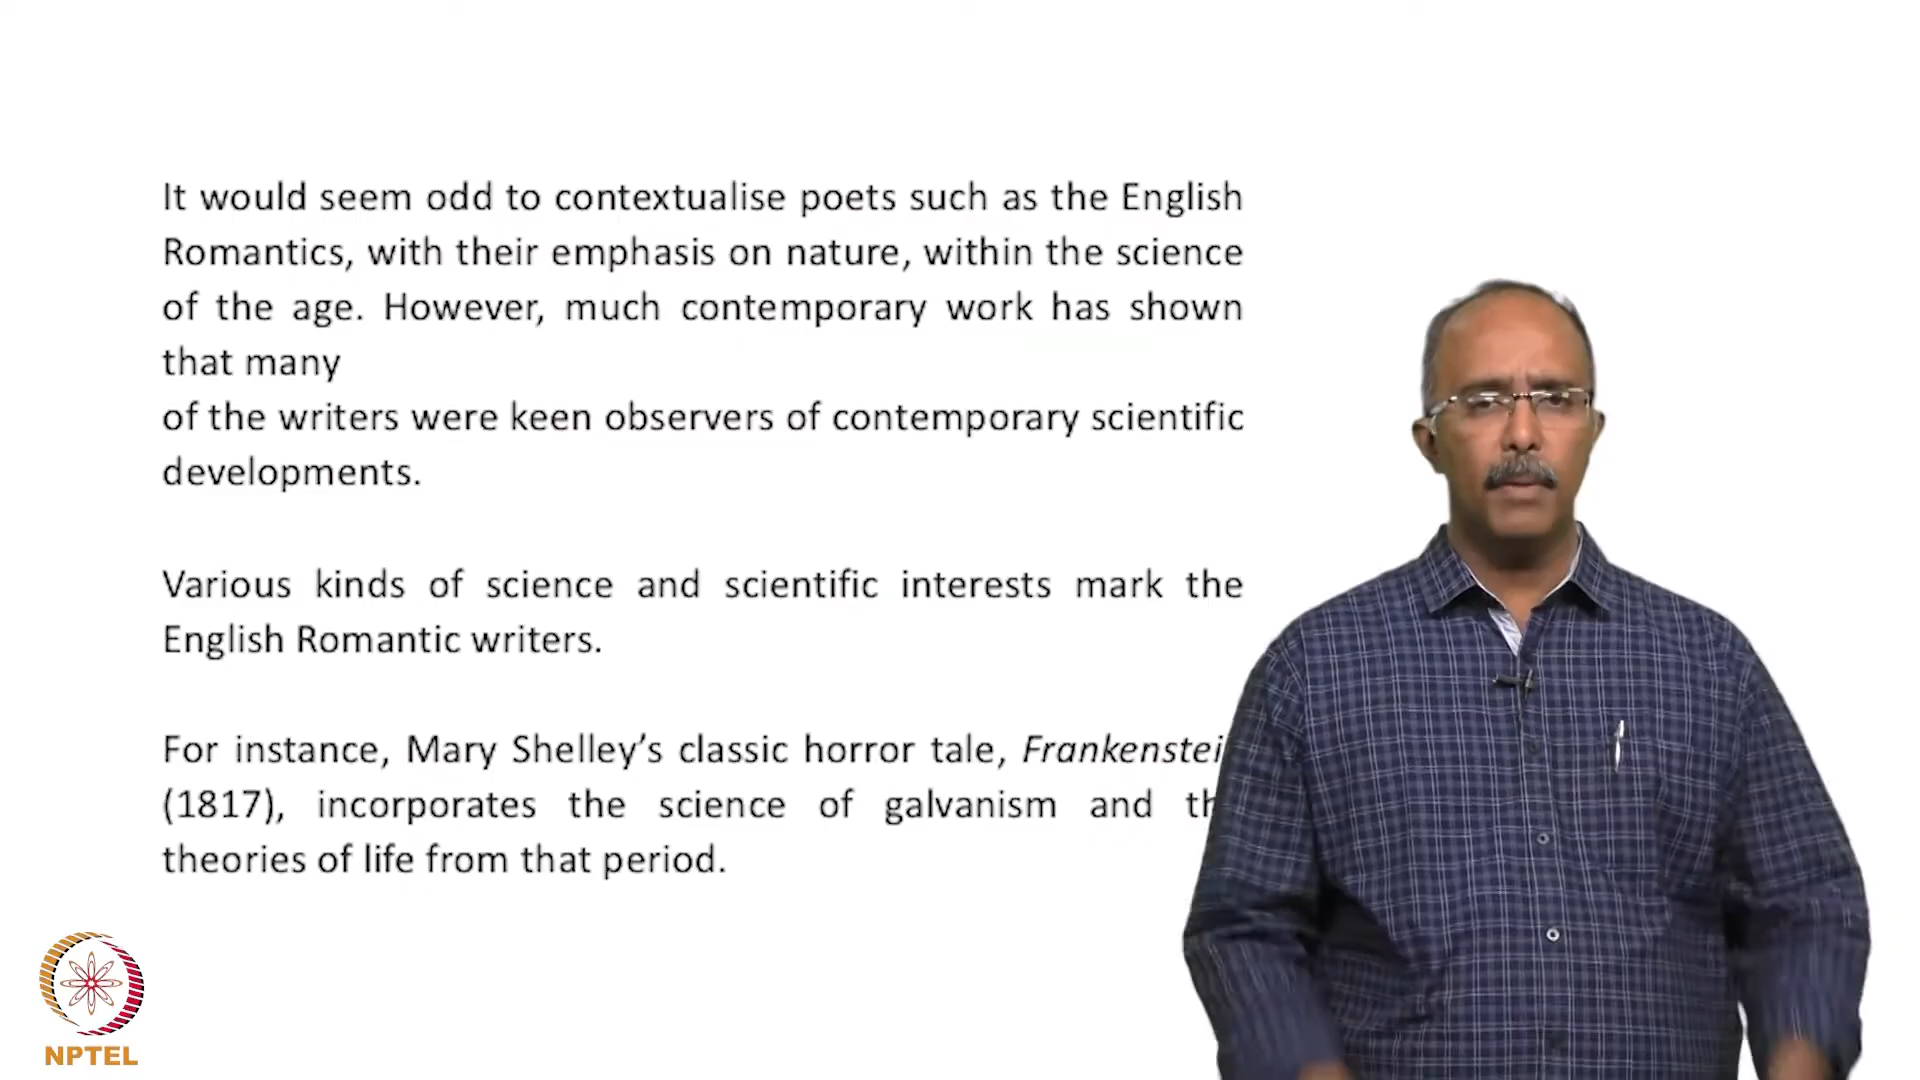 It would seem odd to contextualise poets such as the English
Romantics, with their emphasis on nature, within the science
of the age. However, much contemporary work has shown
that many
of the writers were keen observers of contemporary scientific
developments.
Various kinds of science and scientific interests mark the
English Romantic writers.
For instance, Mary Shelley's classic horror tale,
(1817), incorporates the science of galvanism and
theories of life from that period.
NPTEL